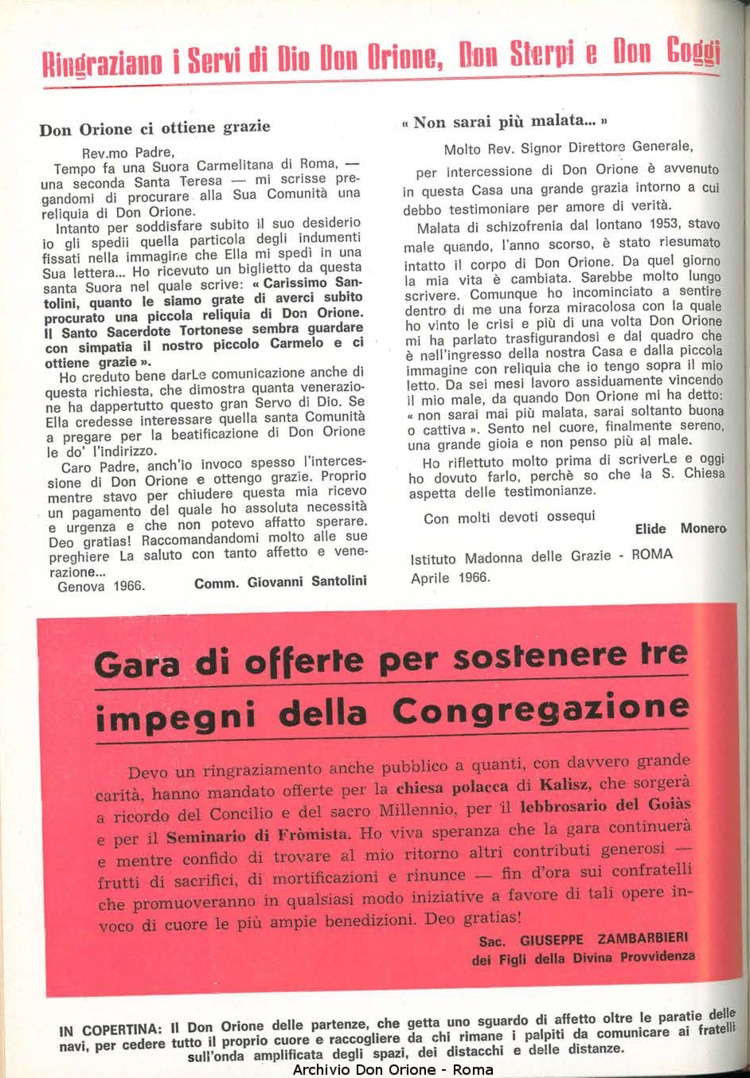 Ringraziano i Servi di Dio Don Orione, Don Sterpi e Don Goggi
Don Orione ci ottiene grazie
Rev.mo Padre,
Tempo fa una Suora Carmelitana di Roma, —
una seconda Santa Teresa — mi scrisse pre-
gandomi di procurare alla Sua Comunità una
reliquia di Don Orione.
Intanto per soddisfare subito il suo desiderio
io gli spedii quella particola degli indumenti
fissati nella immagine che Ella mi spedì in una
Sua lettera... Ho ricevuto un biglietto da questa
santa Suora nel quale scrive: « Carissimo San-
tolini, quanto le siamo grate di averci subito
procurato una piccola reliquia di Don Orione.
Il Santo Sacerdote Tortonese sembra guardare
con simpatia il nostro piccolo Carmelo e ci
ottiene grazie ».
Ho creduto bene darLe comunicazione anche di
questa richiesta, che dimostra quanta venerazio-
ne ha dappertutto questo gran Servo di Dio. Se
Ella credesse interessare quella santa Comunità
a pregare per la beatificazione di Don Orione
le do' l'indirizzo.
Caro Padre, anch'io invoco spesso l'interces-
sione di Don Orione e ottengo grazie. Proprio
mentre stavo per chiudere questa mia ricevo
un pagamento del quale ho assoluta necessità
e urgenza e che non potevo affatto sperare.
Deo gratias! Raccomandandomi molto alle sue
preghiere La saluto con tanto affetto e vene-
razione...
Genova 1966. Comm. Giovanni Santolini
« Non sarai più malata... »
Molto Rev. Signor Direttore Generale,
per intercessione di Don Orione è avvenuto
in questa Casa una grande grazia intorno a cui
debbo testimoniare per amore di verità.
Malata di schizofrenia dal lontano 1953, stavo
male quando, l'anno scorso, è stato riesumato
intatto il corpo di Don Orione. Da quel giorno
la mia vita è cambiata. Sarebbe molto lungo
scrivere. Comunque ho incominciato a sentire
dentro di me una forza miracolosa con la quale
ho vinto le crisi e più di una volta Don Orione
mi ha parlato trasfigurandosi e dal quadro che
è nell'ingresso della nostra Casa e dalla piccola
immagine con reliquia che io tengo sopra il mio
letto. Da sei mesi lavoro assiduamente vincendo
il mio male, da quando Don Orione mi ha detto:
« non sarai mai più malata, sarai soltanto buona
o cattiva ». Sento nel cuore, finalmente sereno,
una grande gioia e non penso più al male.
Ho riflettuto molto prima di scriverLe e oggi
ho dovuto farlo, perchè so che la S. Chiesa
aspetta delle testimonianze.
Con molti devoti ossequi
Elide Monero
Istituto Madonna delle Grazie - ROMA
Aprile 1966.
Gara di offerte per sostenere tre
impegni della Congregazione
Devo un ringraziamento anche pubblico a quanti, con davvero grande
carità, hanno mandato offerte per la chiesa polacca di Kalisz, che sorgerà
a ricordo del Concilio e del sacro Millennio, per il lebbrosario del Goiàs
e per il Seminario di Fròmista. Ho viva speranza che la gara continuerà
e mentre confido di trovare al mio ritorno altri contributi generosi —
frutti di sacrifici, di mortificazioni e rinunce — fin d'ora sui confratelli
che promuoveranno in qualsiasi modo iniziative a favore di tali opere in-
voco di cuore le più ampie benedizioni. Deo gratias!
Sac. GIUSEPPE ZAMBARBIERI
dei Figli della Divina Provvidenza
IN COPERTINA: Il Don Orione delle partenze, che getta uno sguardo di affetto oltre le paratie delle
navi, per cedere tutto il proprio cuore e raccogliere da chi rimane i palpiti da comunicare ai fratelli
sull'onda amplificata degli spazi, dei distacchi e delle distanze.
Archivio Don Orione - Roma